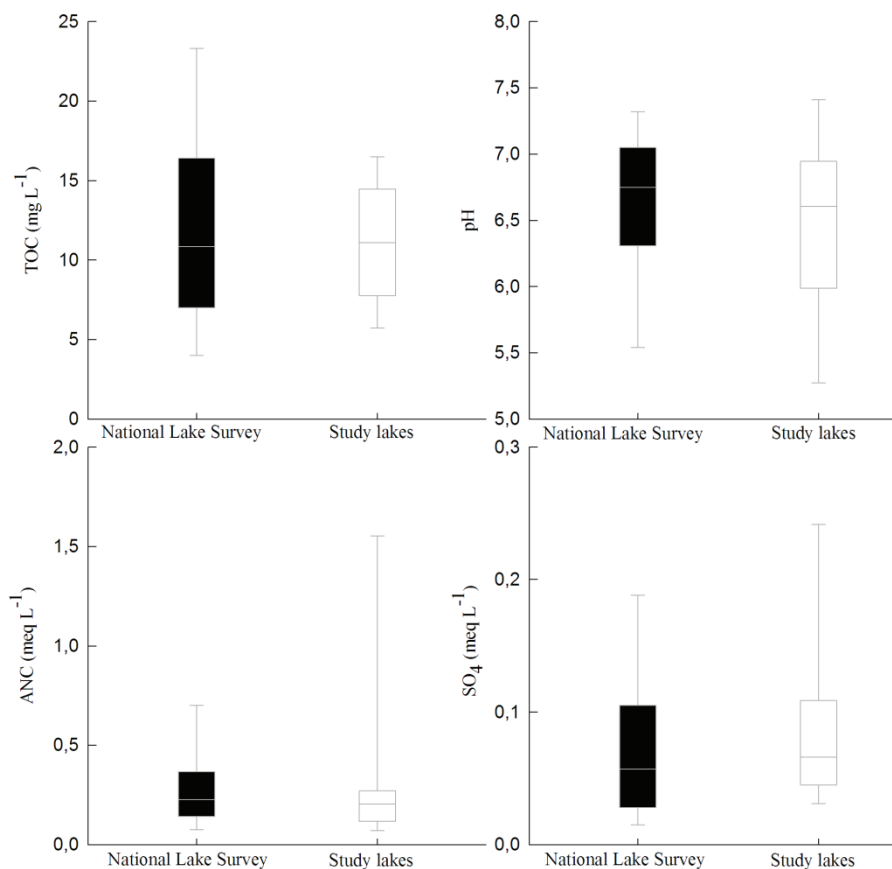 25
20
15
10
5
0
TOC (mg L⁻¹)
National Lake Survey
Study lakes
8,0
7,5
7,0
6,5
6,0
5,5
5,0
pH
National Lake Survey
Study lakes
2,0
1,5
1,0
0,5
0,0
ANC (meq L⁻¹)
National Lake Survey
Study lakes
0,3
0,2
0,1
0,0
SO₄ (meq L⁻¹)
National Lake Survey
Study lakes